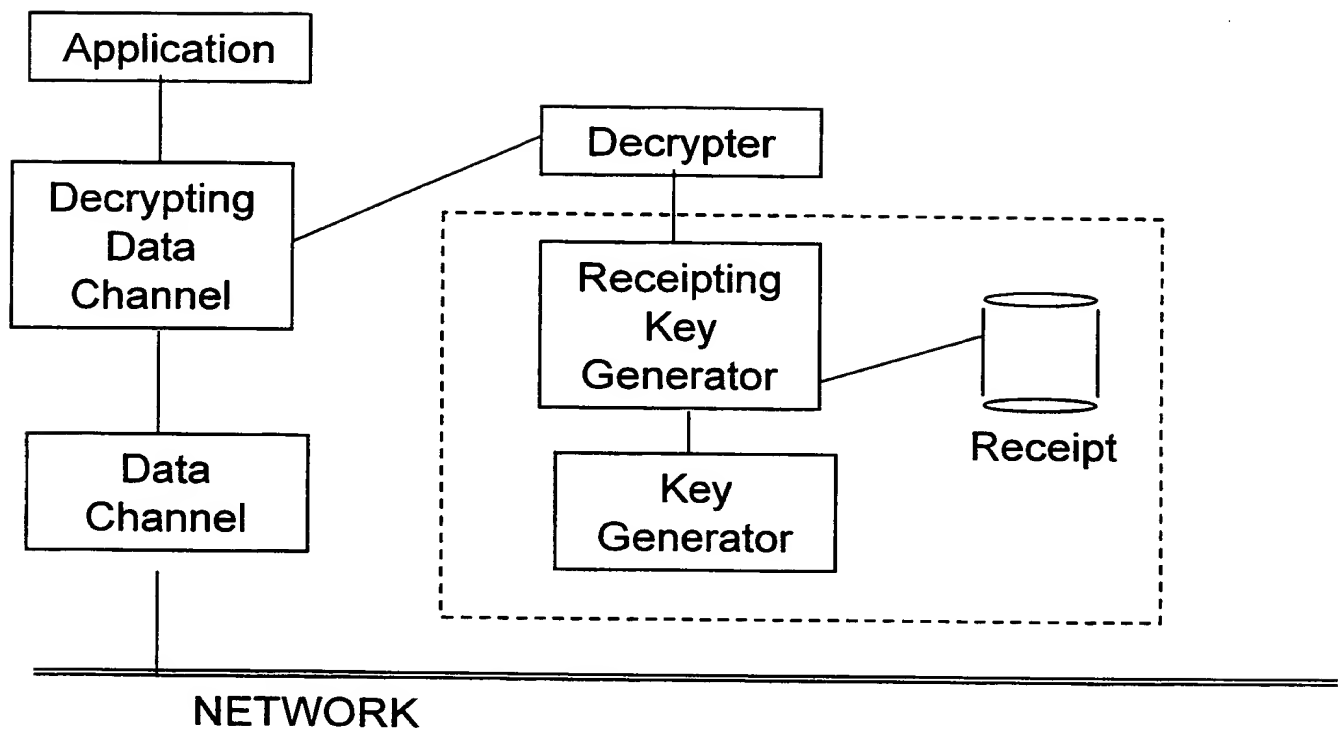 Application
Decrypting
Data
Channel
Data
Channel
Decrypter
Receipting
Key
Generator
Key
Generator
Receipt
NETWORK